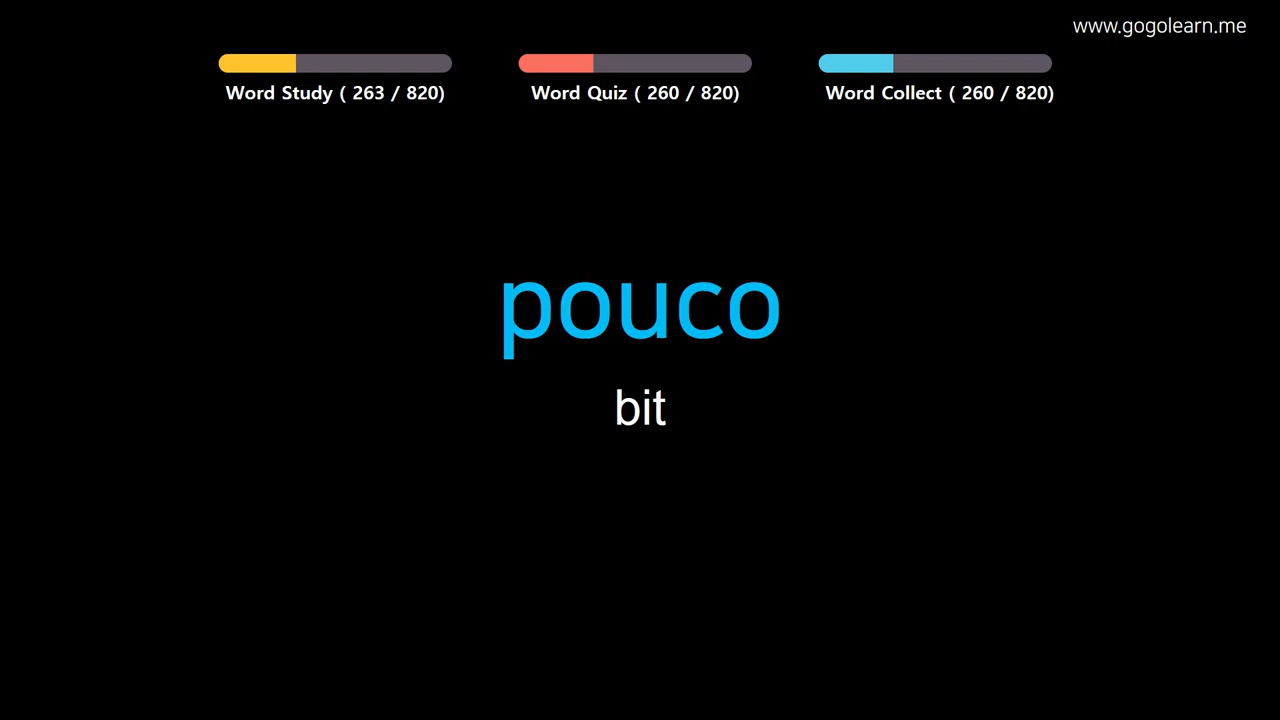 www.gogolearn.me
Word Study ( 263 / 820)
Word Quiz ( 260 / 820)
Word Collect ( 260 / 820)
pouco
bit